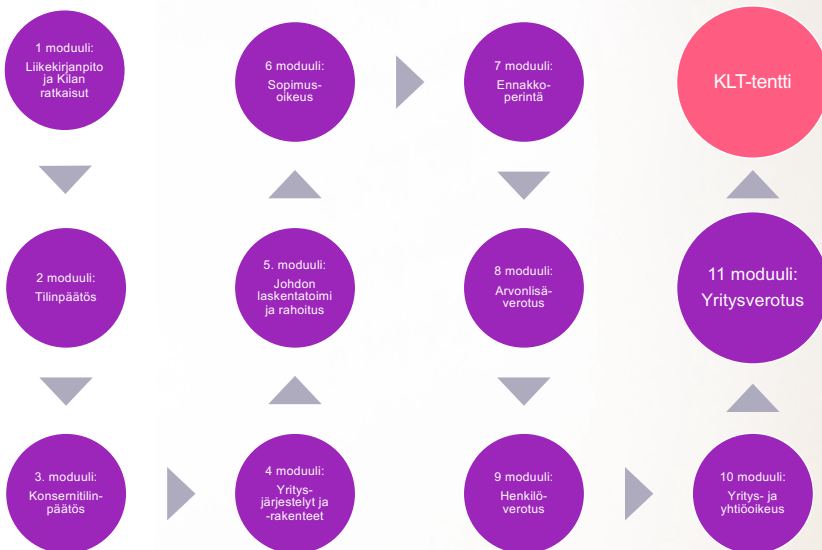 1 moduuli:
Liikekirjanpito
ja Kilan
ratkaisut
2 moduuli:
Tilinpäätös
3. moduuli:
Konsernitilin-
päätös
4 moduuli:
Yritys-
järjestelyt ja
-rakenteet
5. moduuli:
Johdon
laskentatoimi
ja rahoitus
6 moduuli:
Sopimus-
oikeus
7 moduuli:
Ennakko-
perintä
8 moduuli:
Arvonlisä-
verotus
9 moduuli:
Henkilö-
verotus
10 moduuli:
Yritys- ja
yhtiöoikeus
11 moduuli:
Yritysverotus
KLT-tentti